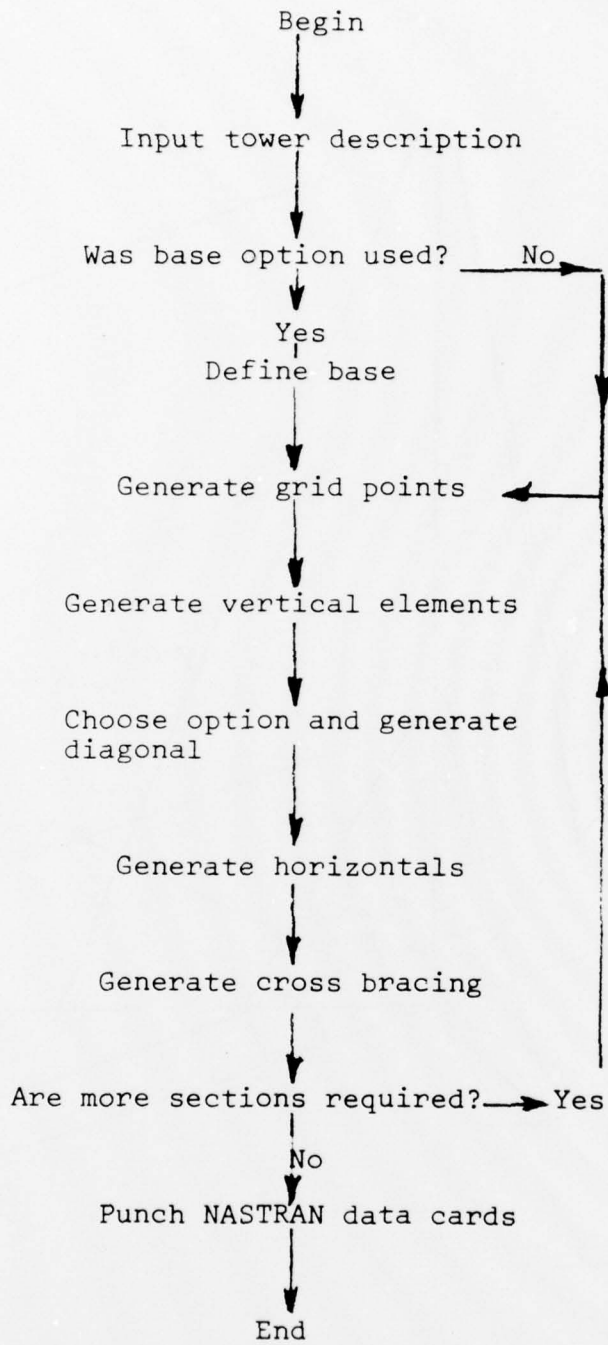 Begin
Input tower description
Was base option used? No
Yes
Define base
Generate grid points
Generate vertical elements
Choose option and generate
diagonal
Generate horizontals
Generate cross bracing
Are more sections required? Yes
No
Punch NASTRAN data cards
End